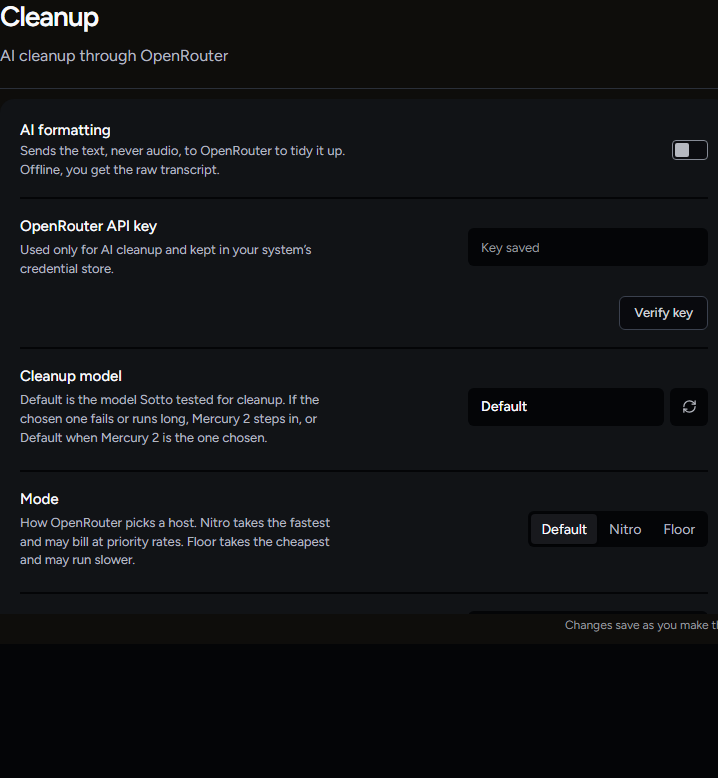 Cleanup
AI cleanup through OpenRouter
AI formatting
Sends the text, never audio, to OpenRouter to tidy it up.
Offline, you get the raw transcript.
OpenRouter API key
Used only for AI cleanup and kept in your system's
credential store.
Key saved
Verify key
Cleanup model
Default is the model Sotto tested for cleanup. If the
chosen one fails or runs long, Mercury 2 steps in, or
Default when Mercury 2 is the one chosen.
Default
Mode
How OpenRouter picks a host. Nitro takes the fastest
and may bill at priority rates. Floor takes the cheapest
and may run slower.
Default Nitro Floor
Changes save as you make